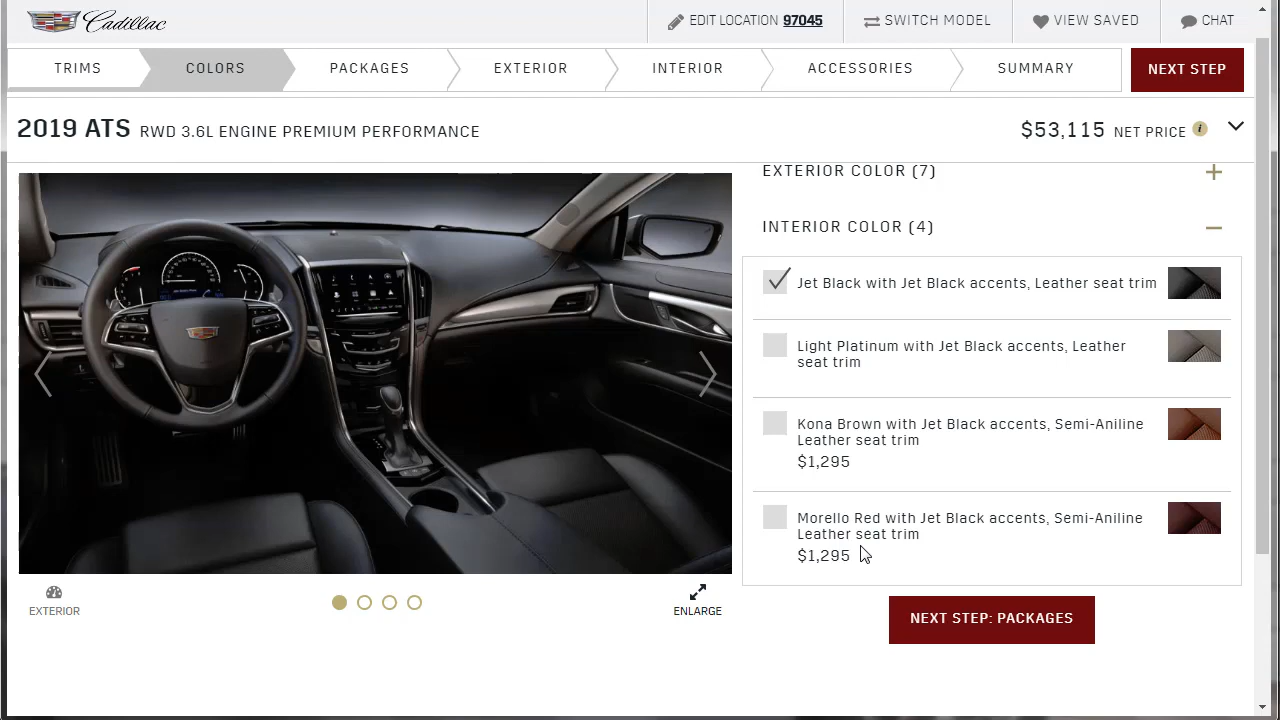 Cadillac
EDIT LOCATION 97045
SWITCH MODEL
VIEW SAVED
CHAT
TRIMS
COLORS
PACKAGES
EXTERIOR
INTERIOR
ACCESSORIES
SUMMARY
NEXT STEP
2019 ATS RWD 3.6L ENGINE PREMIUM PERFORMANCE
$53,115 NET PRICE i
EXTERIOR COLOR (7)
INTERIOR COLOR (4)
Jet Black with Jet Black accents, Leather seat trim
Light Platinum with Jet Black accents, Leather
seat trim
Kona Brown with Jet Black accents, Semi-Aniline
Leather seat trim
$1,295
Morello Red with Jet Black accents, Semi-Aniline
Leather seat trim
$1,295
EXTERIOR
ENLARGE
NEXT STEP: PACKAGES